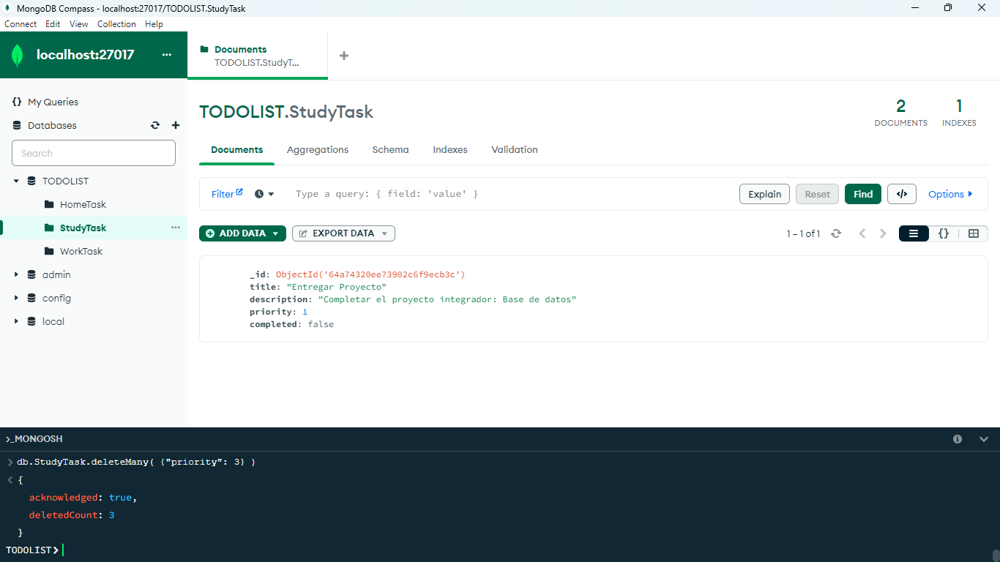 MongoDB Compass - localhost:27017/TODOLIST.StudyTask
Connect Edit View Collection Help
localhost:27017
Documents
TODOLIST.StudyT...
My Queries
Databases
Search
TODOLIST
HomeTask
StudyTask
WorkTask
admin
config
local
TODOLIST.StudyTask
2
DOCUMENTS
1
INDEXES
Documents Aggregations Schema Indexes Validation
Filter Type a query: { field: 'value' } Explain Reset Find </> Options
ADD DATA EXPORT DATA 1 – 1 of 1 {}
_id: ObjectId('64a74320ee73902c6f9ecb3c')
title: "Entregar Proyecto"
description: "Completar el proyecto integrador: Base de datos"
priority: 1
completed: false
>_MONGOSH
> db.StudyTask.deleteMany( {"priority": 3} )
< {
acknowledged: true,
deletedCount: 3
}
TODOLIST>